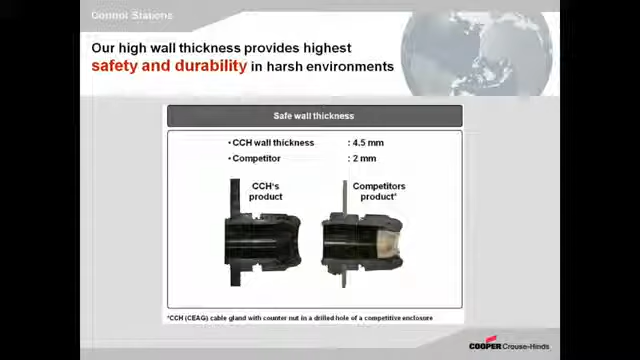 Control Stations
Our high wall thickness provides highest
safety and durability in harsh environments
Safe wall thickness
• CCH wall thickness : 4.5 mm
• Competitor : 2 mm
CCH's product
Competitors product*
*CCH (CEAG) cable gland with counter nut in a drilled hole of a competitive enclosure
COOPER Crouse-Hinds